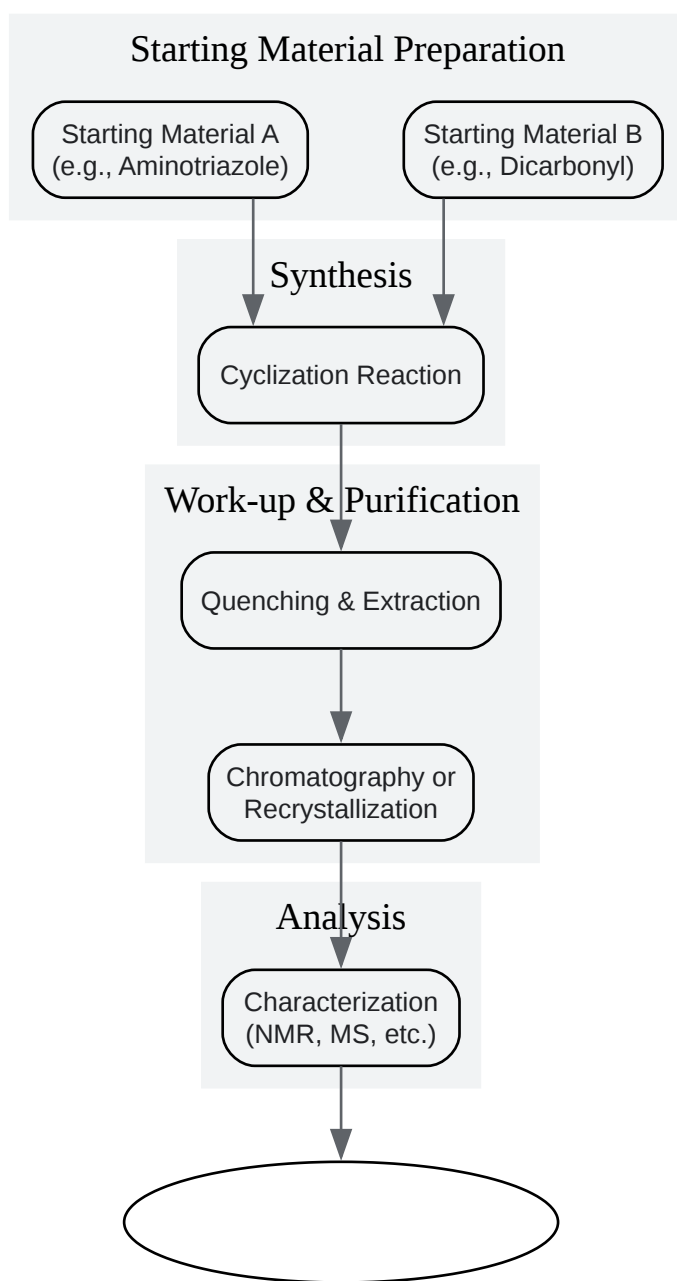 Starting Material Preparation
Starting Material A
(e.g., Aminotriazole)
Starting Material B
(e.g., Dicarbonyl)
Synthesis
Cyclization Reaction
Work-up & Purification
Quenching & Extraction
Chromatography or
Recrystallization
Analysis
Characterization
(NMR, MS, etc.)